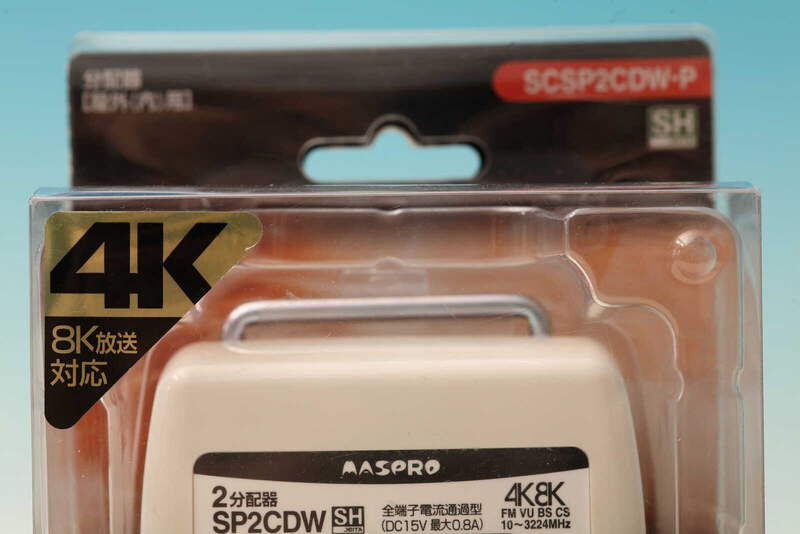 分配器
[屋外(内)用]
SCSP2CDW-P
SH
4K
8K放送
対応
MASPRO
2分配器
SP2CDW SH
JEITA
全端子電流通過型
(DC15V 最大0.8A)
4K8K
FM VU BS CS
10~3224MHz